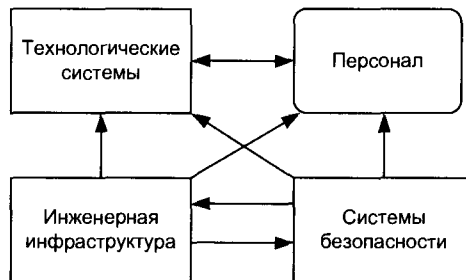 Технологические
системы
Персонал
Инженерная
инфраструктура
Системы
безопасности